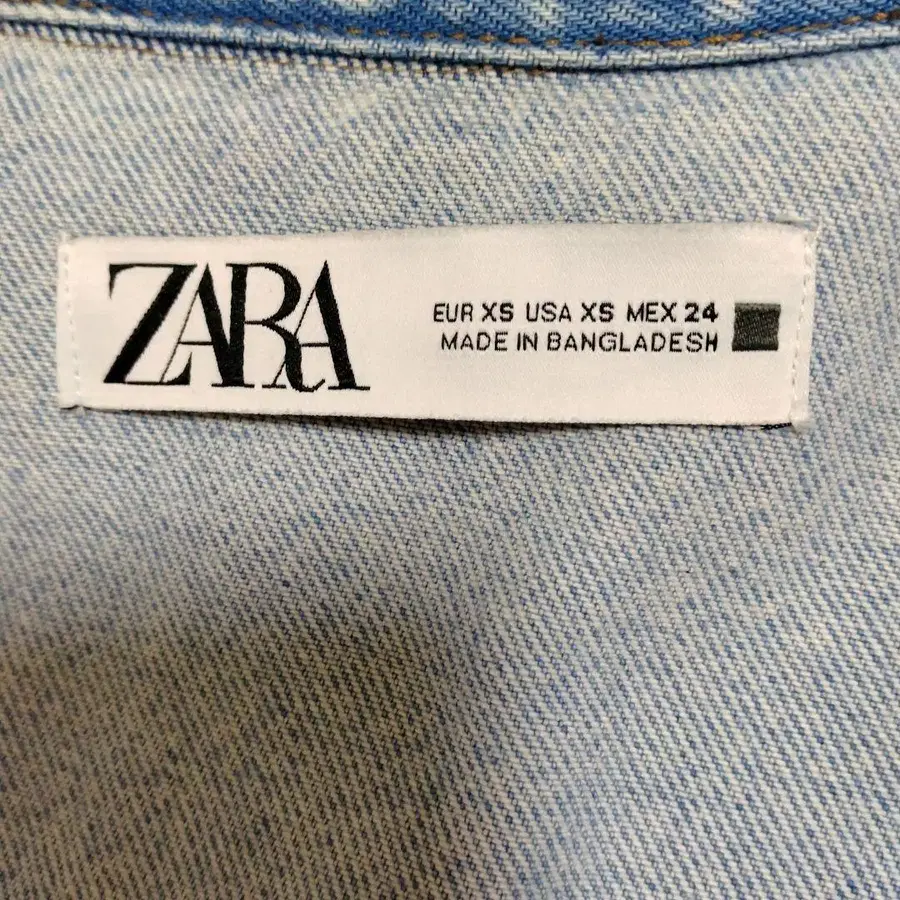 ZARA
EUR XS USA XS MEX 24
MADE IN BANGLADESH